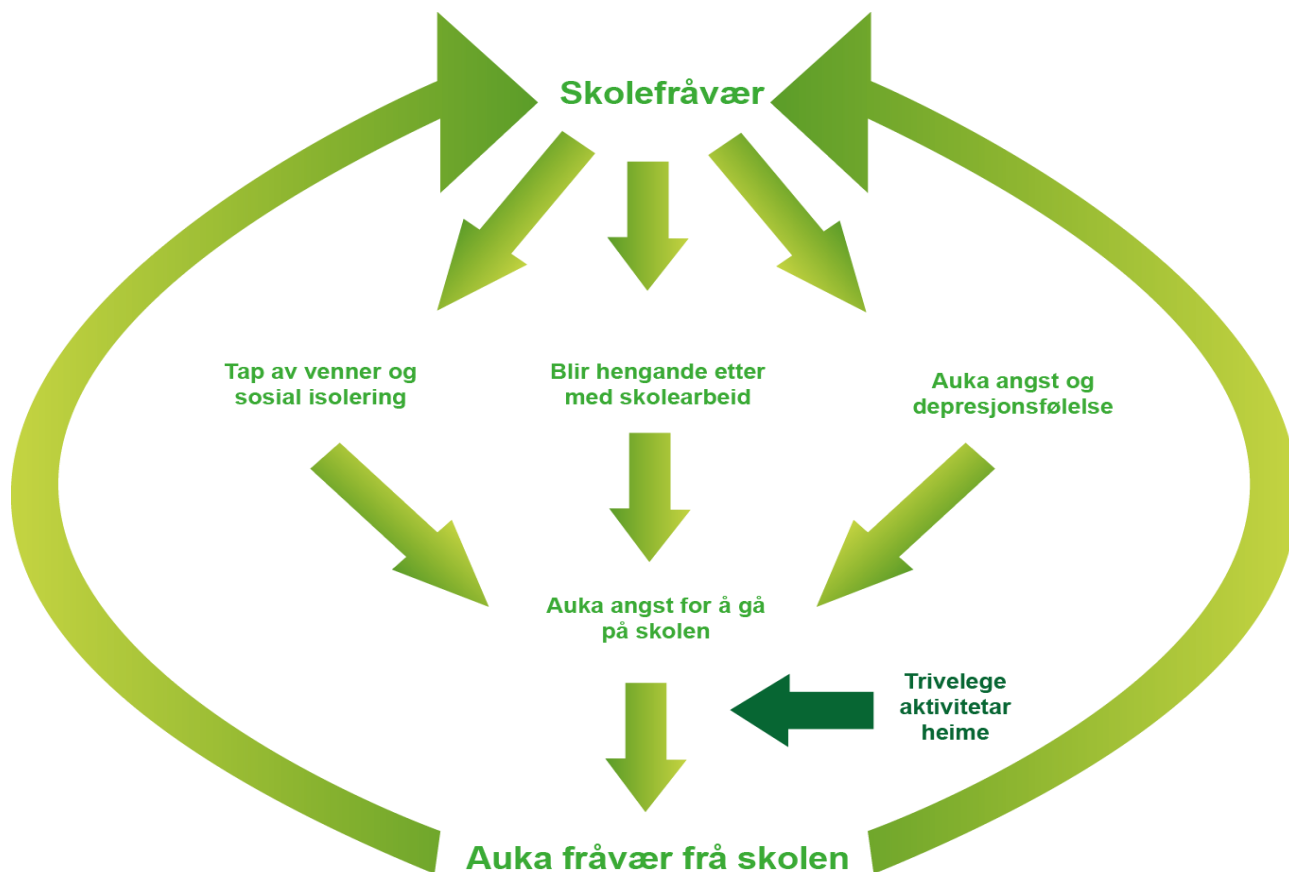 Skolefråvær
Tap av venner og
sosial isolering
Blir hengande etter
med skolearbeid
Auka angst og
depresjonsfølelse
Auka angst for å gå
på skolen
Trivelege
aktivitetar
heime
Auka fråvær frå skolen